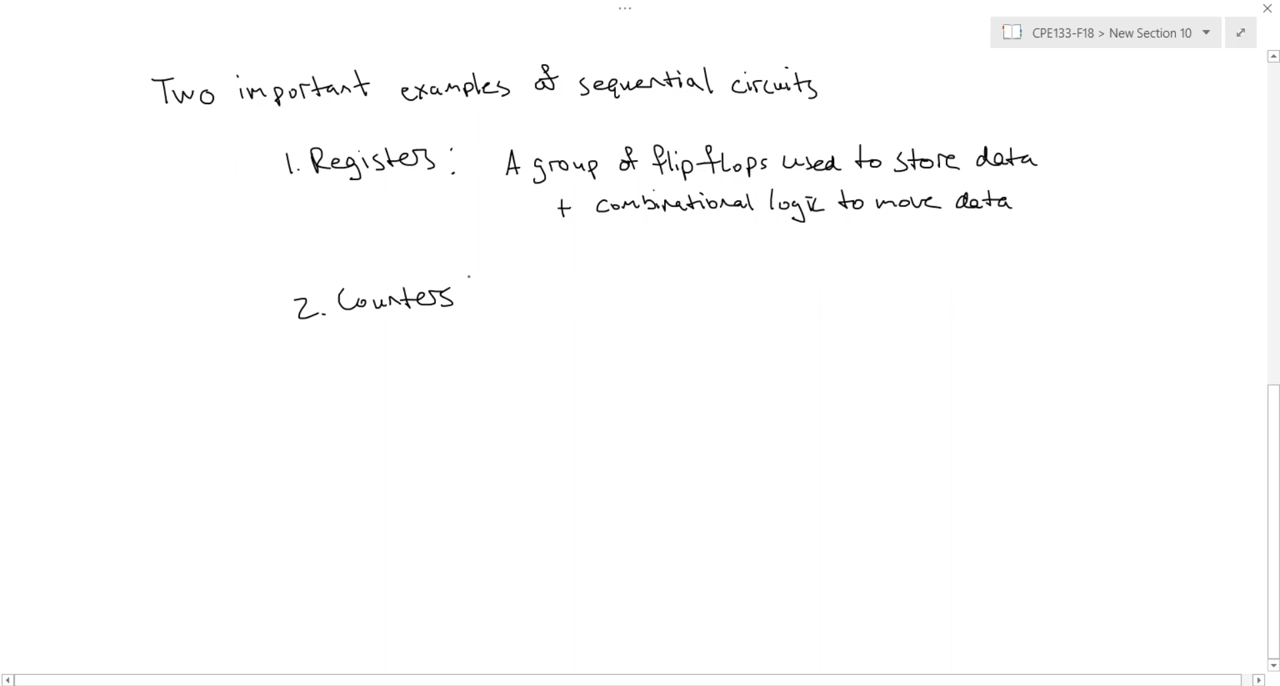 ...
CPE133-F18 > New Section 10
Two important examples of sequential circuits
1. Registers: A group of flip-flops used to store data
+ combinational logic to move data
2. Counters